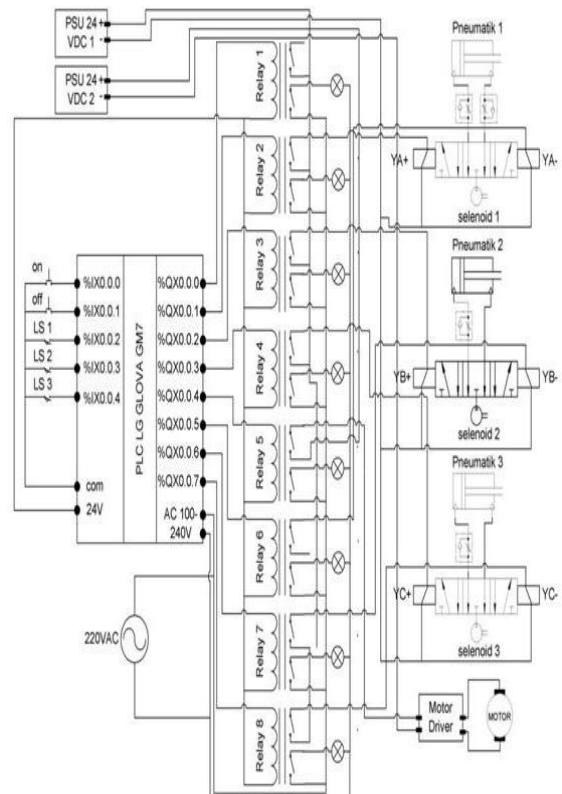 PSU 24 +
VDC 1 -
PSU 24 +
VDC 2 -
Relay 1
Relay 2
Relay 3
Relay 4
Relay 5
Relay 6
Relay 7
Relay 8
on
off
LS 1
LS 2
LS 3
%IX0.0.0
%IX0.0.1
%IX0.0.2
%IX0.0.3
%IX0.0.4
com
24V
PLC LG GLOVA GM7
%QX0.0.0
%QX0.0.1
%QX0.0.2
%QX0.0.3
%QX0.0.4
%QX0.0.5
%QX0.0.6
%QX0.0.7
AC 100-
240V
220VAC
Pneumatik 1
YA+
YA-
selenoid 1
Pneumatik 2
YB+
YB-
selenoid 2
Pneumatik 3
YC+
YC-
selenoid 3
Motor
Driver
MOTOR